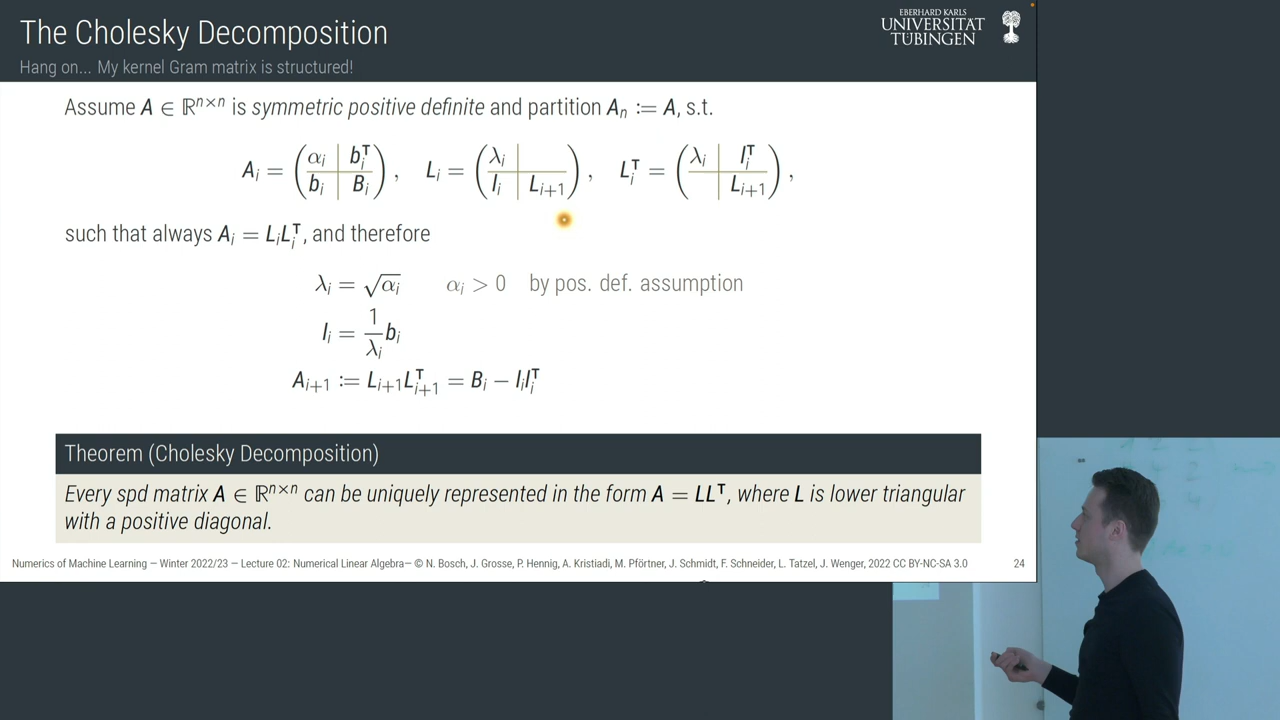 The Cholesky Decomposition
Hang on... My kernel Gram matrix is structured!
EBERHARD KARLS
UNIVERSITÄT
TÜBINGEN
Assume A ∈ ℝⁿˣⁿ is symmetric positive definite and partition Aₙ := A, s.t.
A_i = ( α_i | b_i^T ; b_i | B_i ) , L_i = ( λ_i | ; l_i | L_{i+1} ) , L_i^T = ( λ_i | l_i^T ; | L_{i+1} ) ,
such that always A_i = L_i L_i^T, and therefore
λ_i = √α_i α_i > 0 by pos. def. assumption
l_i = 1/λ_i b_i
A_{i+1} := L_{i+1} L_{i+1}^T = B_i − l_i l_i^T
Theorem (Cholesky Decomposition)
Every spd matrix A ∈ ℝⁿˣⁿ can be uniquely represented in the form A = LL^T, where L is lower triangular
with a positive diagonal.
Numerics of Machine Learning — Winter 2022/23 — Lecture 02: Numerical Linear Algebra— © N. Bosch, J. Grosse, P. Hennig, A. Kristiadi, M. Pförtner, J. Schmidt, F. Schneider, L. Tatzel, J. Wenger, 2022 CC BY-NC-SA 3.0 24